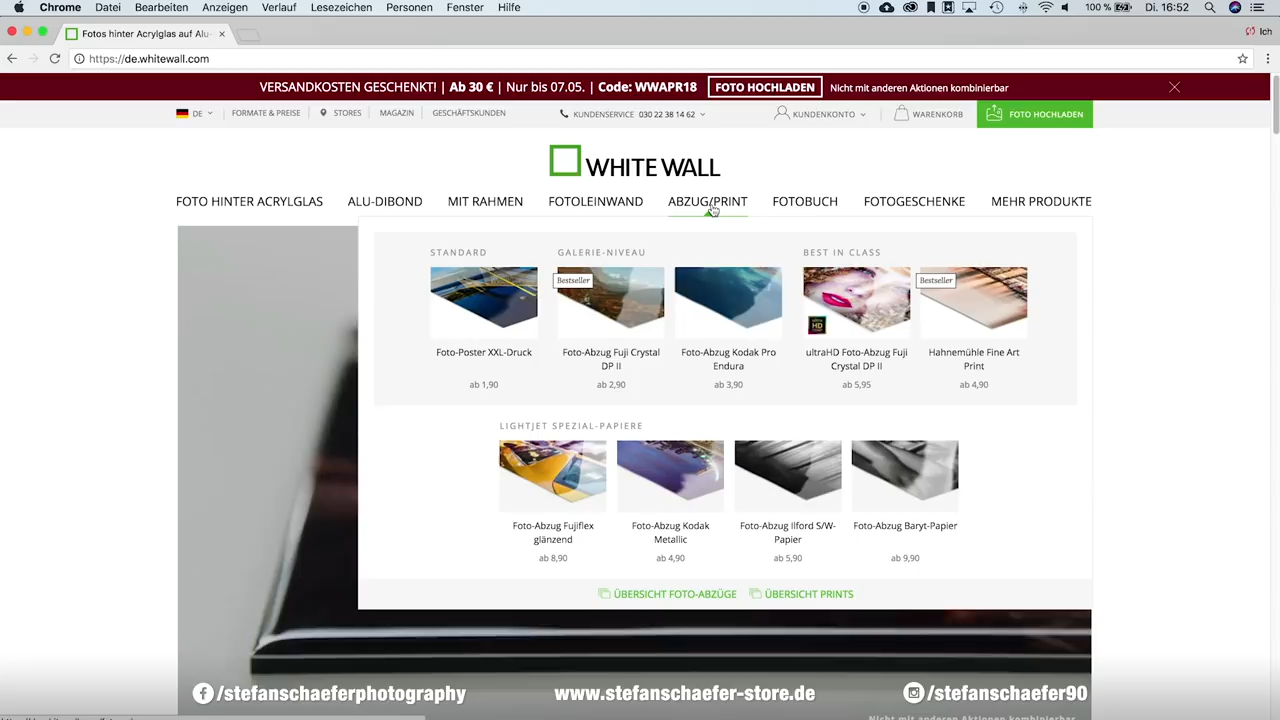 Chrome Datei Bearbeiten Anzeigen Verlauf Lesezeichen Personen Fenster Hilfe 100 % Di. 16:52
Fotos hinter Acrylglas auf Alu- Ich
https://de.whitewall.com
VERSANDKOSTEN GESCHENKT! | Ab 30 € | Nur bis 07.05. | Code: WWAPR18 FOTO HOCHLADEN Nicht mit anderen Aktionen kombinierbar
DE FORMATE & PREISE STORES MAGAZIN GESCHÄFTSKUNDEN KUNDENSERVICE 030 22 38 14 62 KUNDENKONTO WARENKORB FOTO HOCHLADEN
WHITE WALL
FOTO HINTER ACRYLGLAS ALU-DIBOND MIT RAHMEN FOTOLEINWAND ABZUG/PRINT FOTOBUCH FOTOGESCHENKE MEHR PRODUKTE
STANDARD GALERIE-NIVEAU BEST IN CLASS
Bestseller Bestseller
ultra HD
Foto-Poster XXL-Druck Foto-Abzug Fuji Crystal Foto-Abzug Kodak Pro ultraHD Foto-Abzug Fuji Hahnemühle Fine Art
DP II Endura Crystal DP II Print
ab 1,90 ab 2,90 ab 3,90 ab 5,95 ab 4,90
LIGHTJET SPEZIAL-PAPIERE
Foto-Abzug Fujiflex Foto-Abzug Kodak Foto-Abzug Ilford S/W- Foto-Abzug Baryt-Papier
glänzend Metallic Papier
ab 8,90 ab 4,90 ab 5,90 ab 9,90
ÜBERSICHT FOTO-ABZÜGE ÜBERSICHT PRINTS
/stefanschaeferphotography www.stefanschaefer-store.de /stefanschaefer90
Nicht mit anderen Aktionen kombinierbar